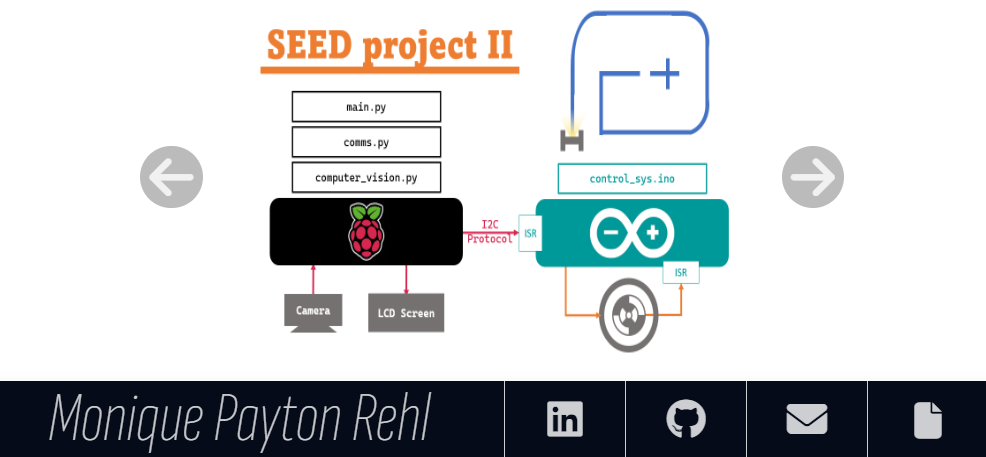 SEED project II
main.py
comms.py
computer_vision.py
control_sys.ino
I2C
Protocol
ISR
ISR
Camera
LCD Screen
Monique Payton Rehl
in